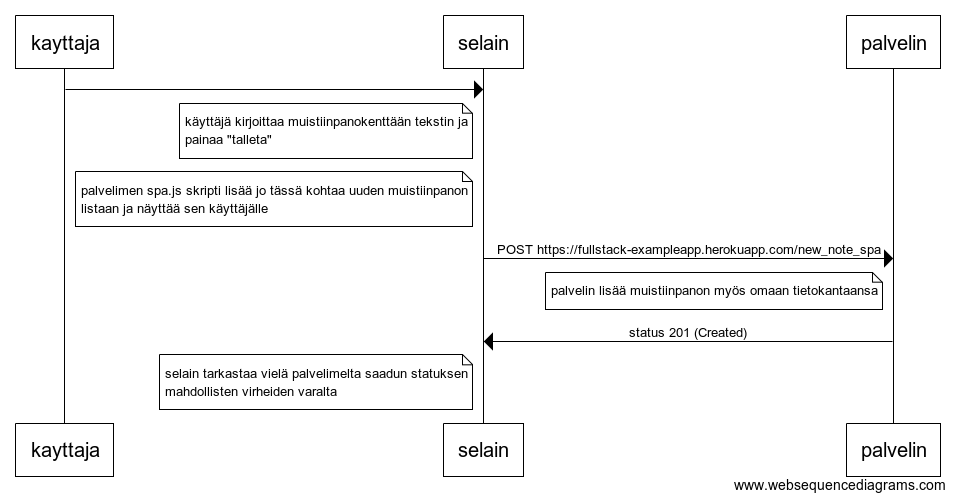 kayttaja
selain
palvelin
käyttäjä kirjoittaa muistiinpanokenttään tekstin ja
painaa "talleta"
palvelimen spa.js skripti lisää jo tässä kohtaa uuden muistiinpanon
listaan ja näyttää sen käyttäjälle
POST https://fullstack-exampleapp.herokuapp.com/new_note_spa
palvelin lisää muistiinpanon myös omaan tietokantaansa
status 201 (Created)
selain tarkastaa vielä palvelimelta saadun statuksen
mahdollisten virheiden varalta
kayttaja
selain
palvelin
www.websequencediagrams.com